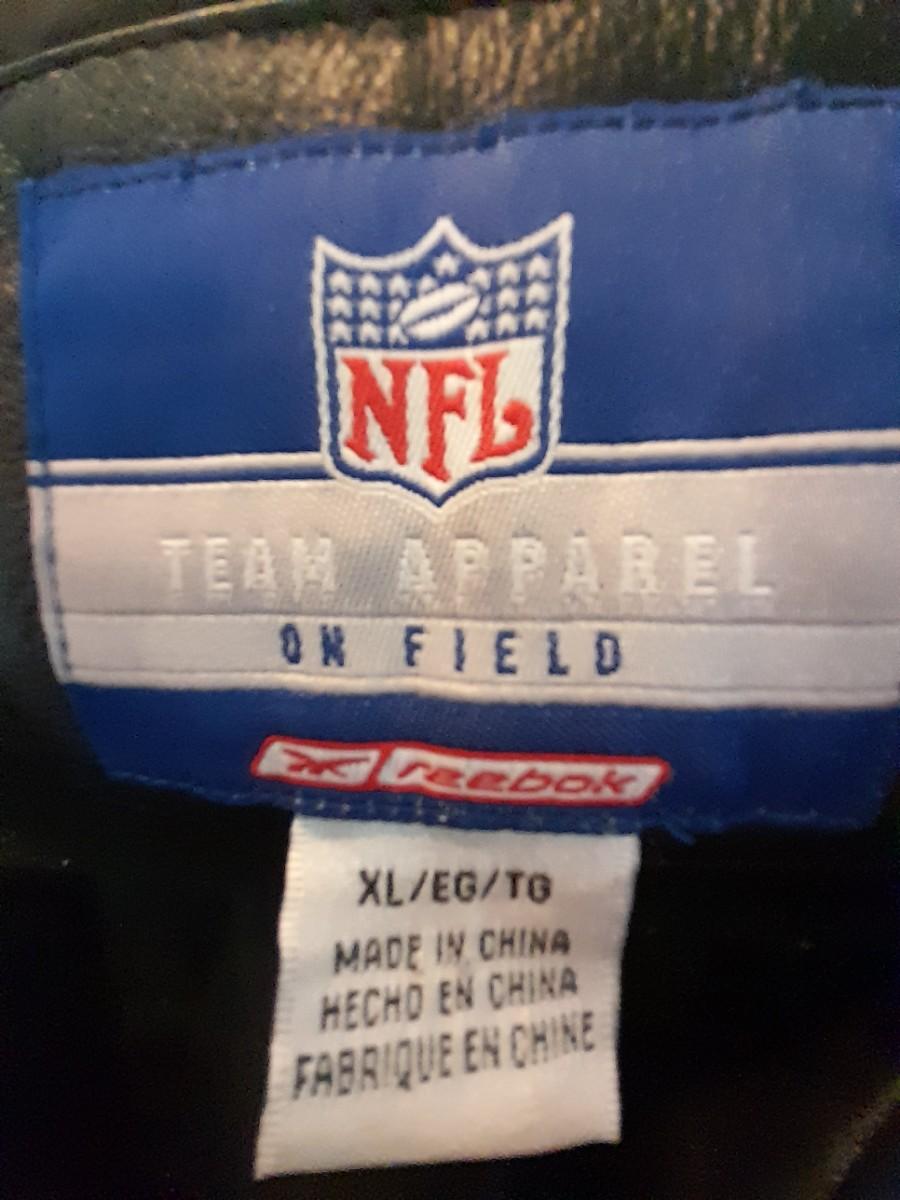 NFL
TEAM APPAREL
ON FIELD
reebok
XL/EG/TG
MADE IN CHINA
HECHO EN CHINA
FABRIQUE EN CHINE